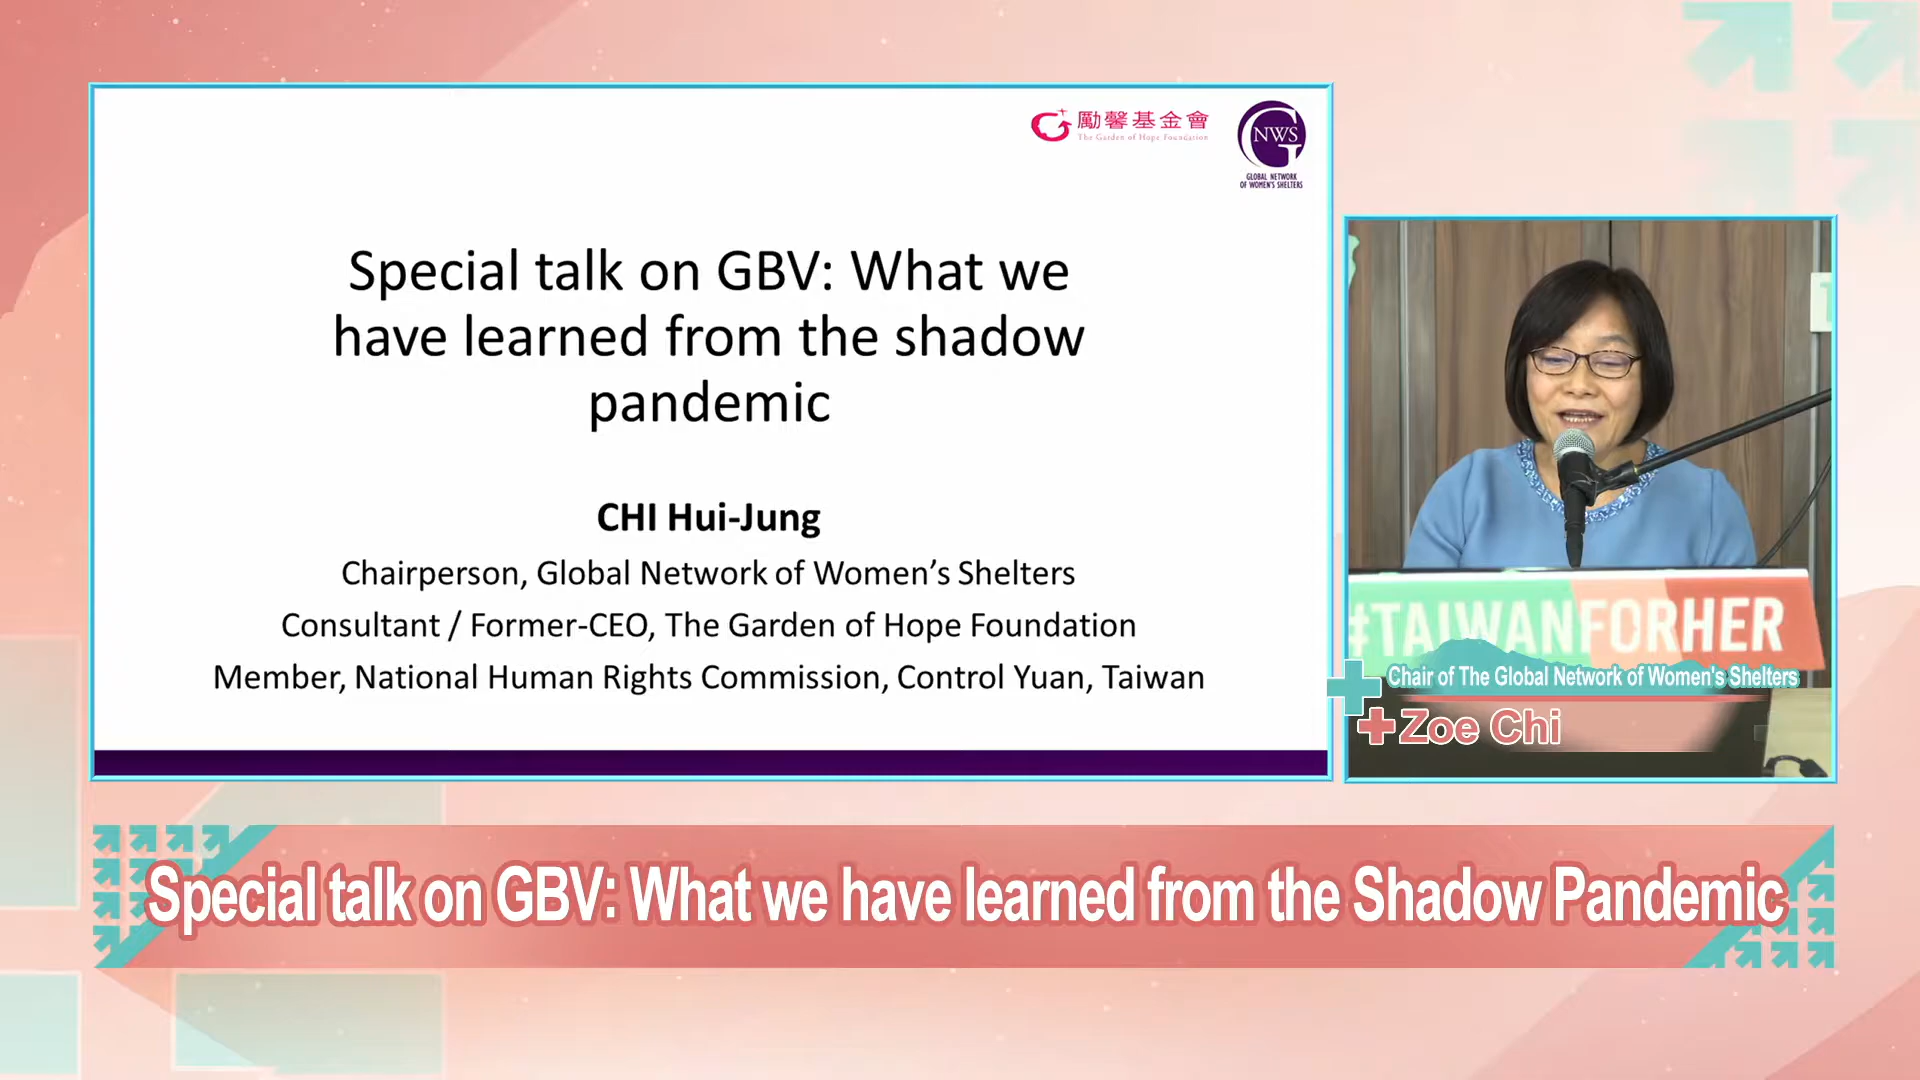 勵馨基金會
The Garden of Hope Foundation
NWS
GLOBAL NETWORK
OF WOMEN'S SHELTERS
Special talk on GBV: What we
have learned from the shadow
pandemic
CHI Hui-Jung
Chairperson, Global Network of Women’s Shelters
Consultant / Former-CEO, The Garden of Hope Foundation
Member, National Human Rights Commission, Control Yuan, Taiwan
#TAIWANFORHER
Chair of The Global Network of Women's Shelters
Zoe Chi
Special talk on GBV: What we have learned from the Shadow Pandemic